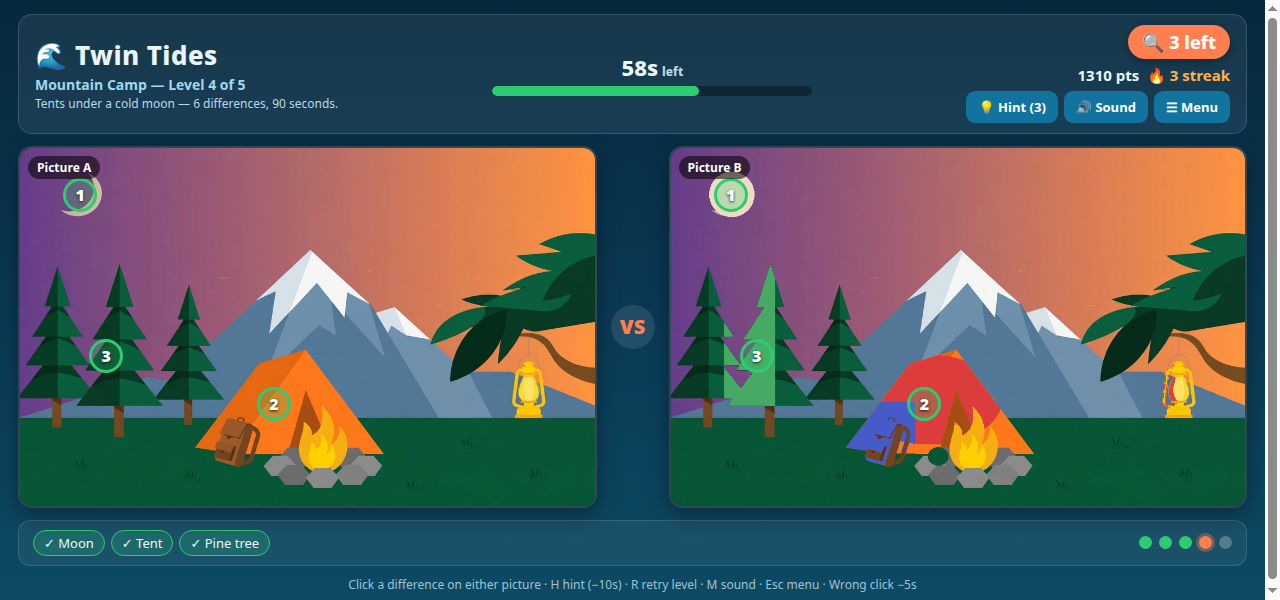 🌊 Twin Tides
Mountain Camp — Level 4 of 5
Tents under a cold moon — 6 differences, 90 seconds.
58s left
🔍 3 left
1310 pts 🔥 3 streak
💡 Hint (3)
🔊 Sound
☰ Menu
Picture A
1
3
2
VS
Picture B
1
3
2
✓ Moon
✓ Tent
✓ Pine tree
Click a difference on either picture · H hint (−10s) · R retry level · M sound · Esc menu · Wrong click −5s